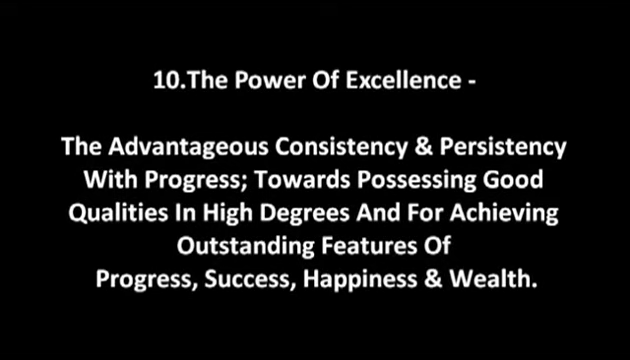 10.The Power Of Excellence -
The Advantageous Consistency & Persistency
With Progress; Towards Possessing Good
Qualities In High Degrees And For Achieving
Outstanding Features Of
Progress, Success, Happiness & Wealth.